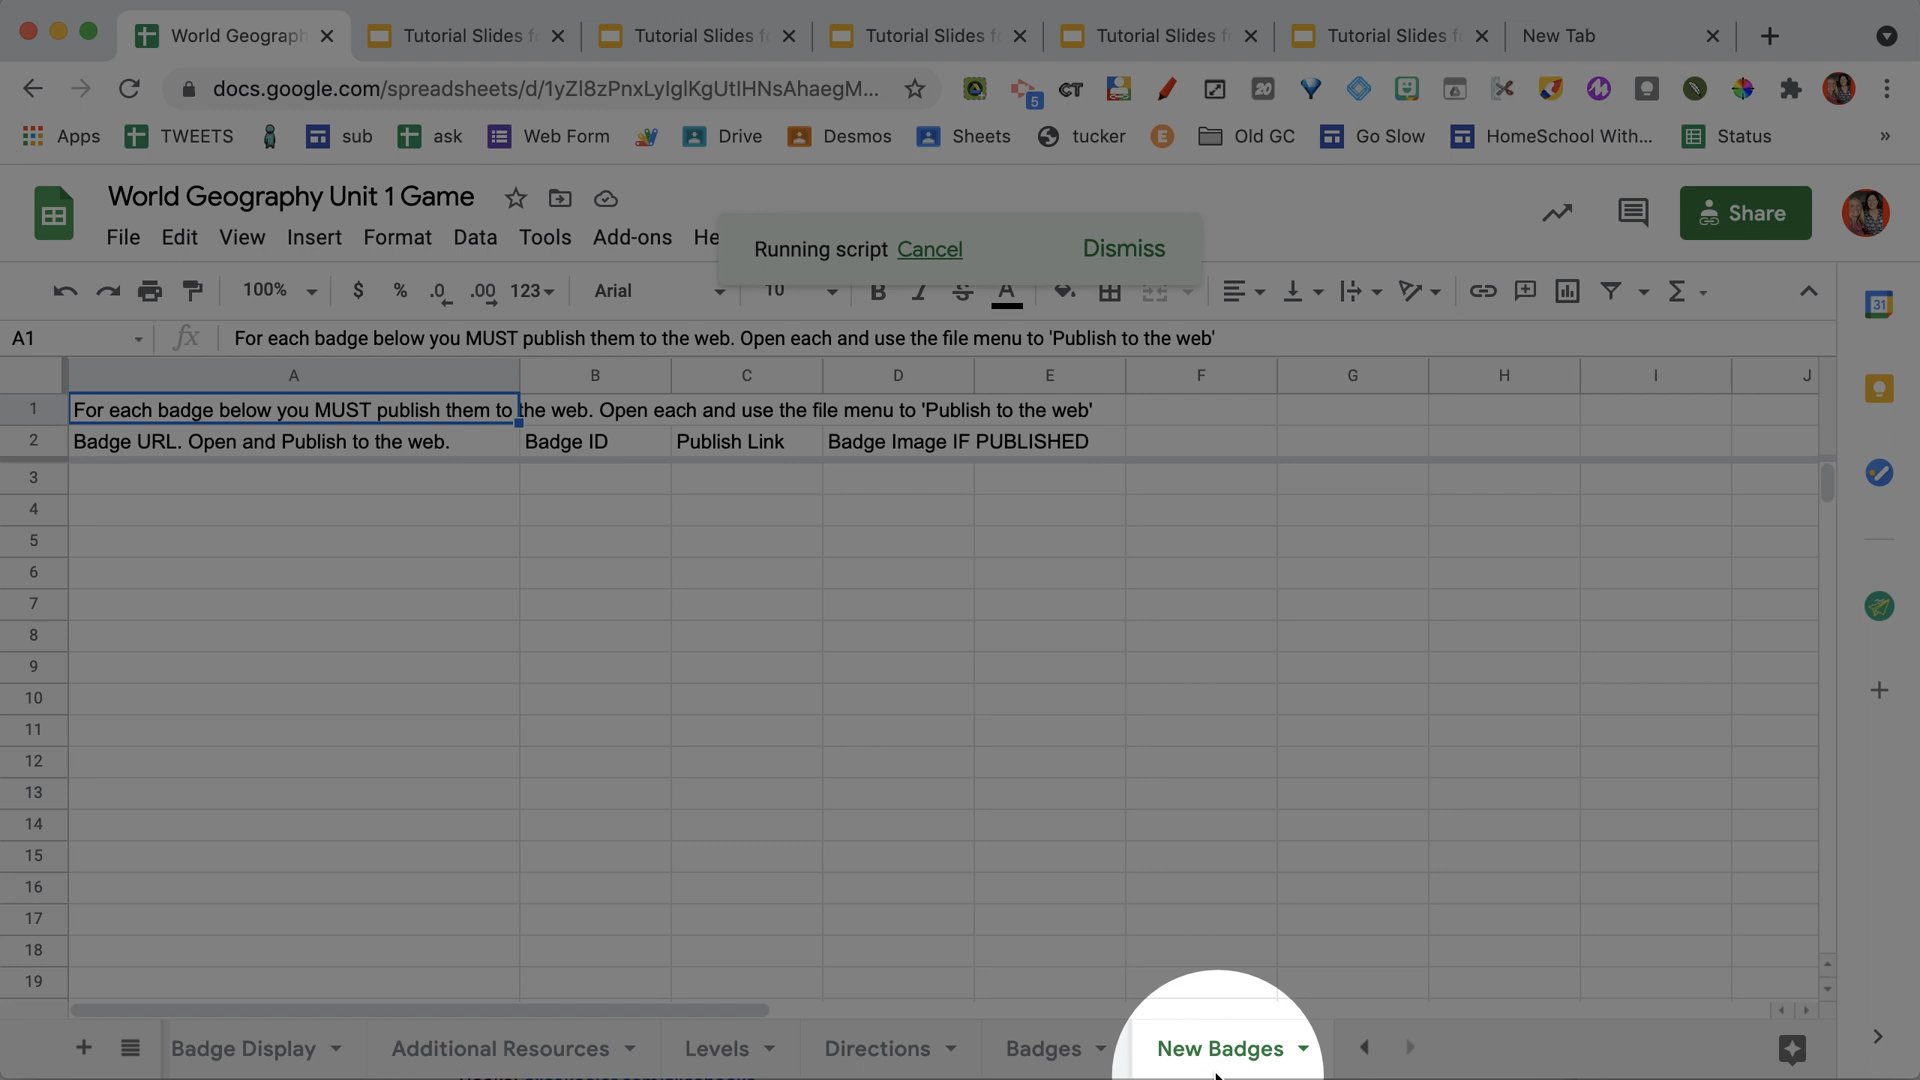 World Geograph
Tutorial Slides f
Tutorial Slides f
Tutorial Slides f
Tutorial Slides f
Tutorial Slides f
New Tab
docs.google.com/spreadsheets/d/1yZl8zPnxLyIglKgUtIHNsAhaegM...
5
CT
20
Apps
TWEETS
sub
ask
Web Form
Drive
Desmos
Sheets
tucker
E
Old GC
Go Slow
HomeSchool With...
Status
»
World Geography Unit 1 Game
File Edit View Insert Format Data Tools Add-ons He
Running script Cancel Dismiss
Share
100% $ % .0 .00 123 Arial 10 B I S A
31
A1 fx For each badge below you MUST publish them to the web. Open each and use the file menu to 'Publish to the web'
A B C D E F G H I J
1 For each badge below you MUST publish them to the web. Open each and use the file menu to 'Publish to the web'
2 Badge URL. Open and Publish to the web. Badge ID Publish Link Badge Image IF PUBLISHED
3
4
5
6
7
8
9
10
11
12
13
14
15
16
17
18
19
Badge Display Additional Resources Levels Directions Badges New Badges